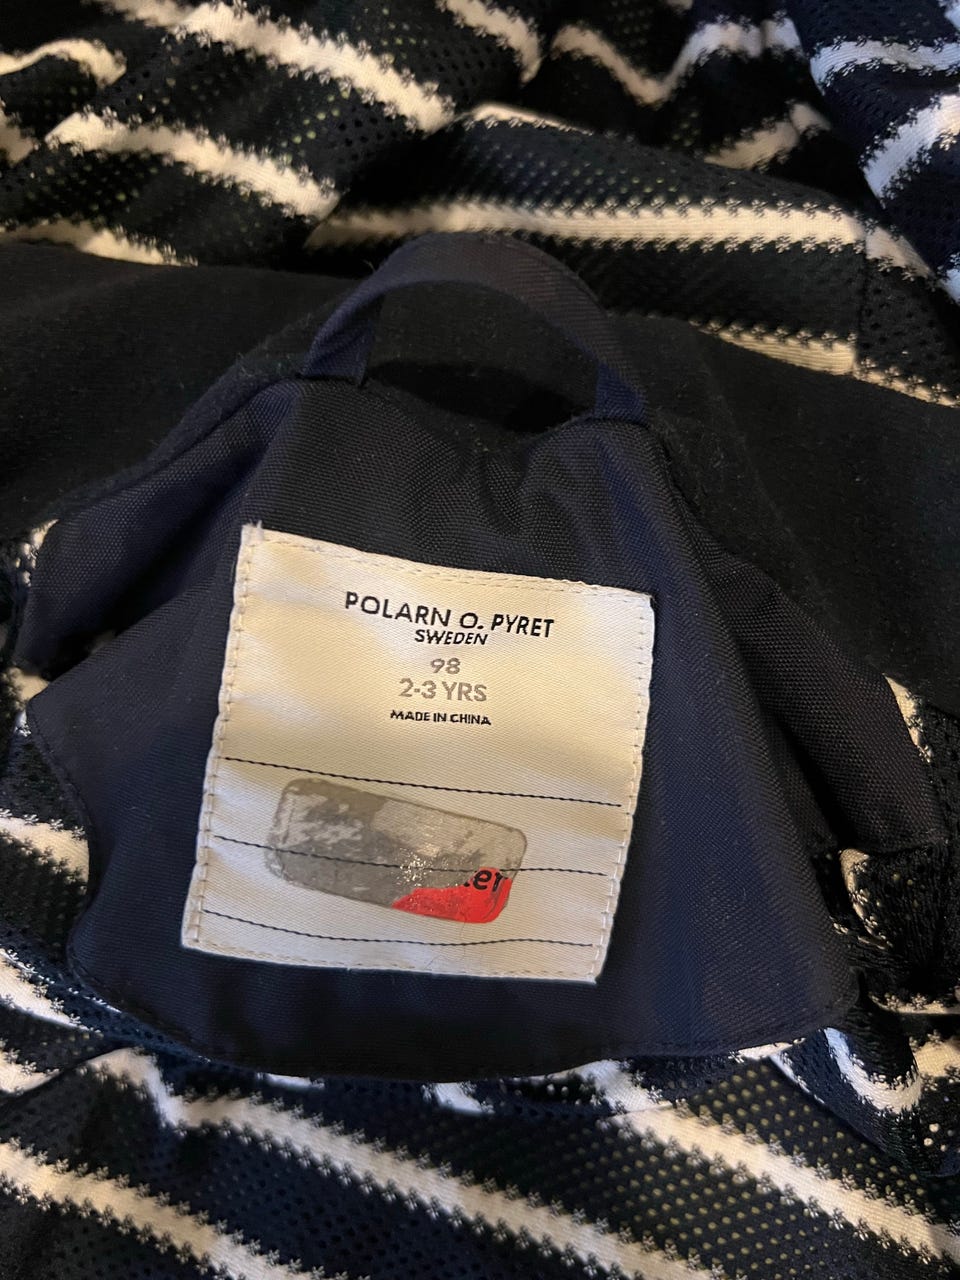 POLARN O. PYRET
SWEDEN
98
2-3 YRS
MADE IN CHINA